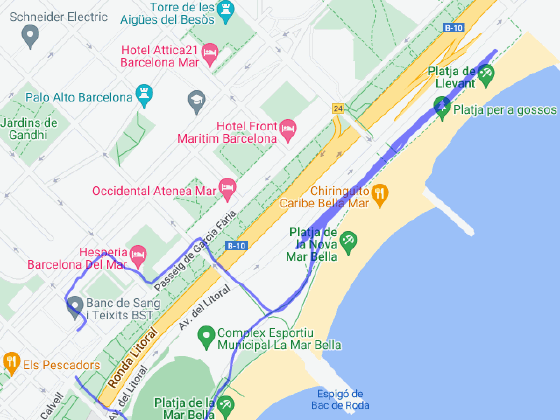 Torre de les
Aigües del Besòs
Schneider Electric
B-10
Hotel Attica21
Barcelona Mar
Platja de
Llevant
Palo Alto Barcelona
24
Platja per a gossos
Jardins de
Gandhi
Hotel Front
Maritim Barcelona
Occidental Atenea Mar
Chiringuito
Caribe Bella Mar
Passeig de Garcia Fària
Platja de
la Nova
Mar Bella
B-10
Hesperia
Barcelona Del Mar
Av. del Litoral
Banc de Sang
i Teixits BST
Ronda Litoral
Complex Esportiu
Municipal La Mar Bella
Els Pescadors
Calvell
Av. del
Platja de la
Mar Bella
Espigó de
Bac de Roda